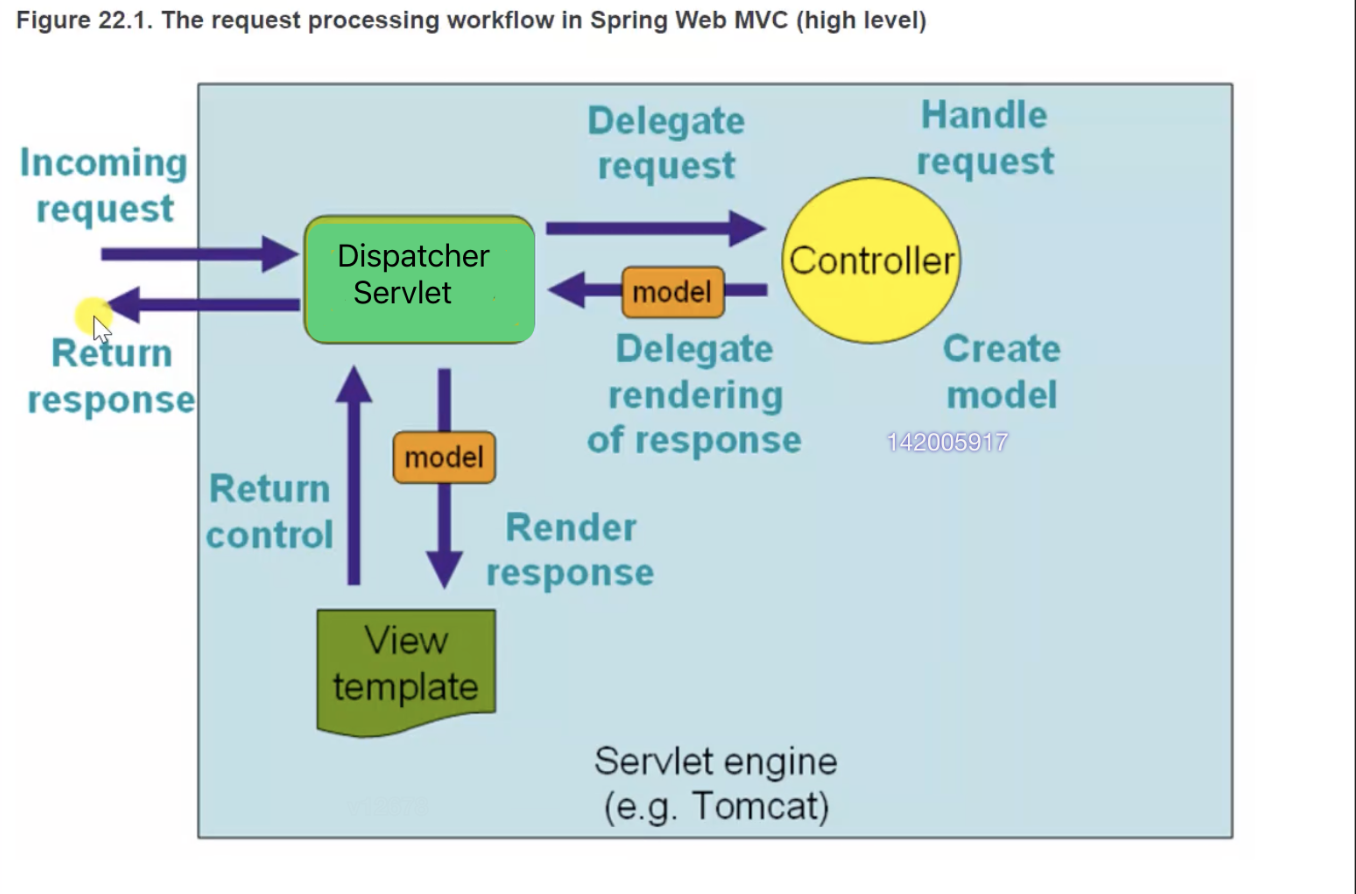 Figure 22.1. The request processing workflow in Spring Web MVC (high level)
Incoming
request
Delegate
request
Handle
request
Dispatcher
Servlet
Controller
model
Return
response
Delegate
rendering
of response
Create
model
142005917
model
Return
control
Render
response
View
template
Servlet engine
(e.g. Tomcat)